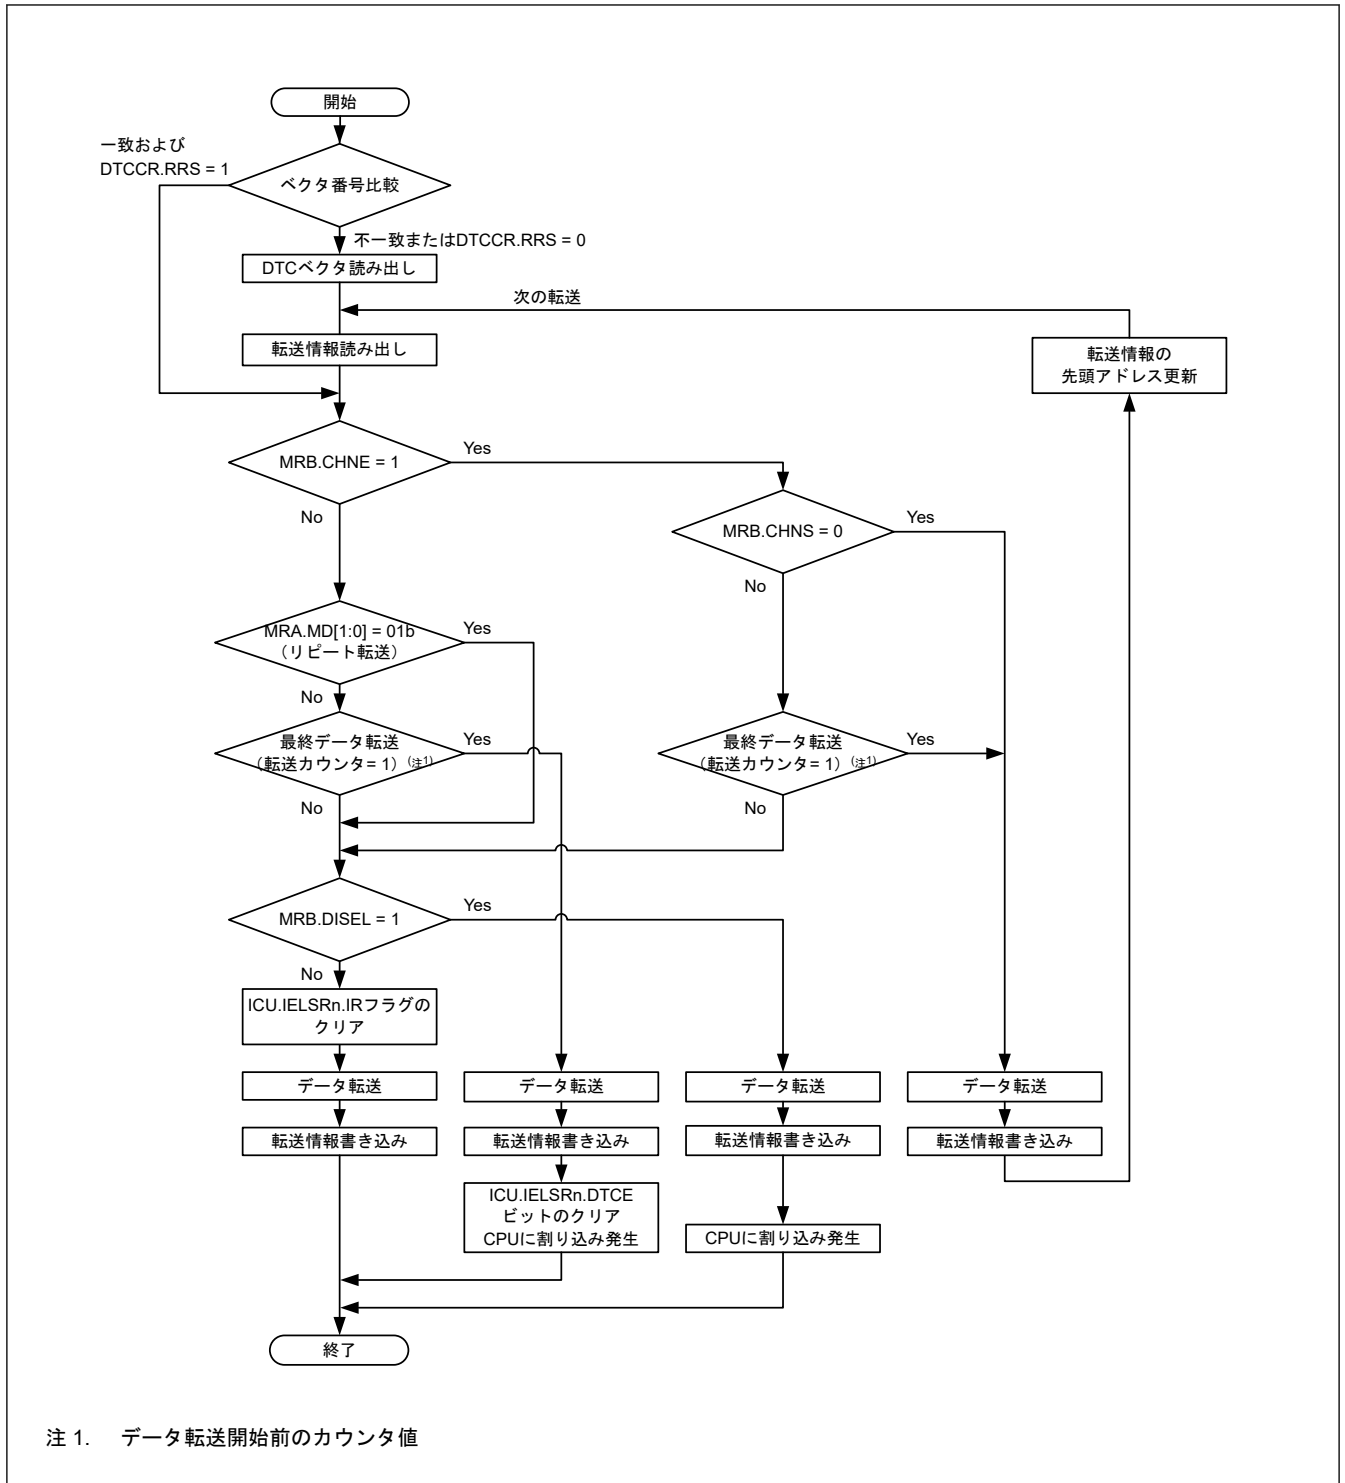 開始
一致および
DTCCR.RRS = 1
ベクタ番号比較
不一致またはDTCCR.RRS = 0
DTCベクタ読み出し
次の転送
転送情報読み出し
転送情報の
先頭アドレス更新
MRB.CHNE = 1
Yes
No
MRB.CHNS = 0
Yes
No
MRA.MD[1:0] = 01b
（リピート転送）
Yes
No
最終データ転送
（転送カウンタ= 1）(注1)
Yes
No
最終データ転送
（転送カウンタ= 1）(注1)
Yes
No
MRB.DISEL = 1
Yes
No
ICU.IELSRn.IRフラグの
クリア
データ転送
データ転送
データ転送
データ転送
転送情報書き込み
転送情報書き込み
転送情報書き込み
転送情報書き込み
ICU.IELSRn.DTCE
ビットのクリア
CPUに割り込み発生
CPUに割り込み発生
終了
注 1. データ転送開始前のカウンタ値